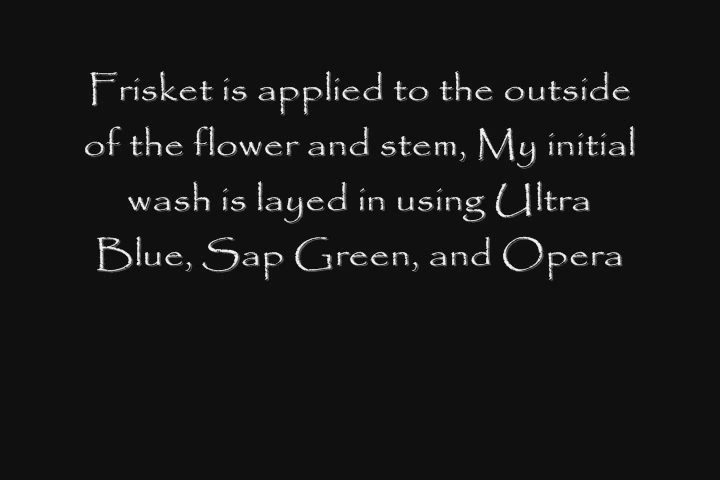 Frisket is applied to the outside
of the flower and stem, My initial
wash is layed in using Ultra
Blue, Sap Green, and Opera